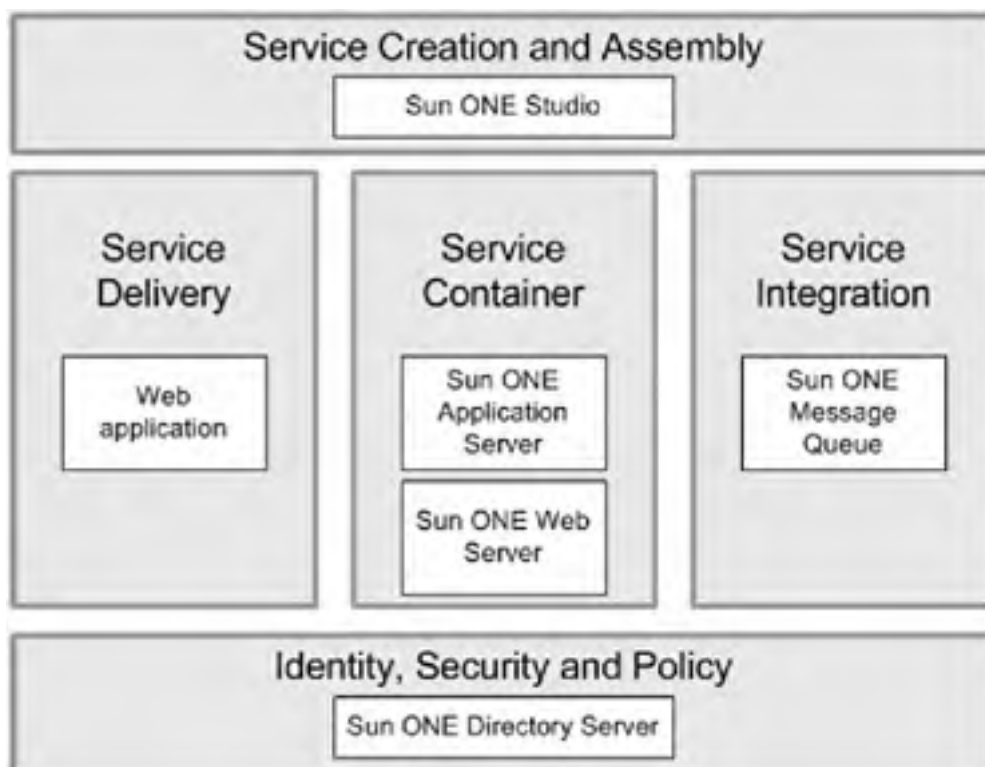 Service Creation and Assembly
Sun ONE Studio
Service
Delivery
Web
application
Service
Container
Sun ONE
Application
Server
Sun ONE Web
Server
Service
Integration
Sun ONE
Message
Queue
Identity, Security and Policy
Sun ONE Directory Server